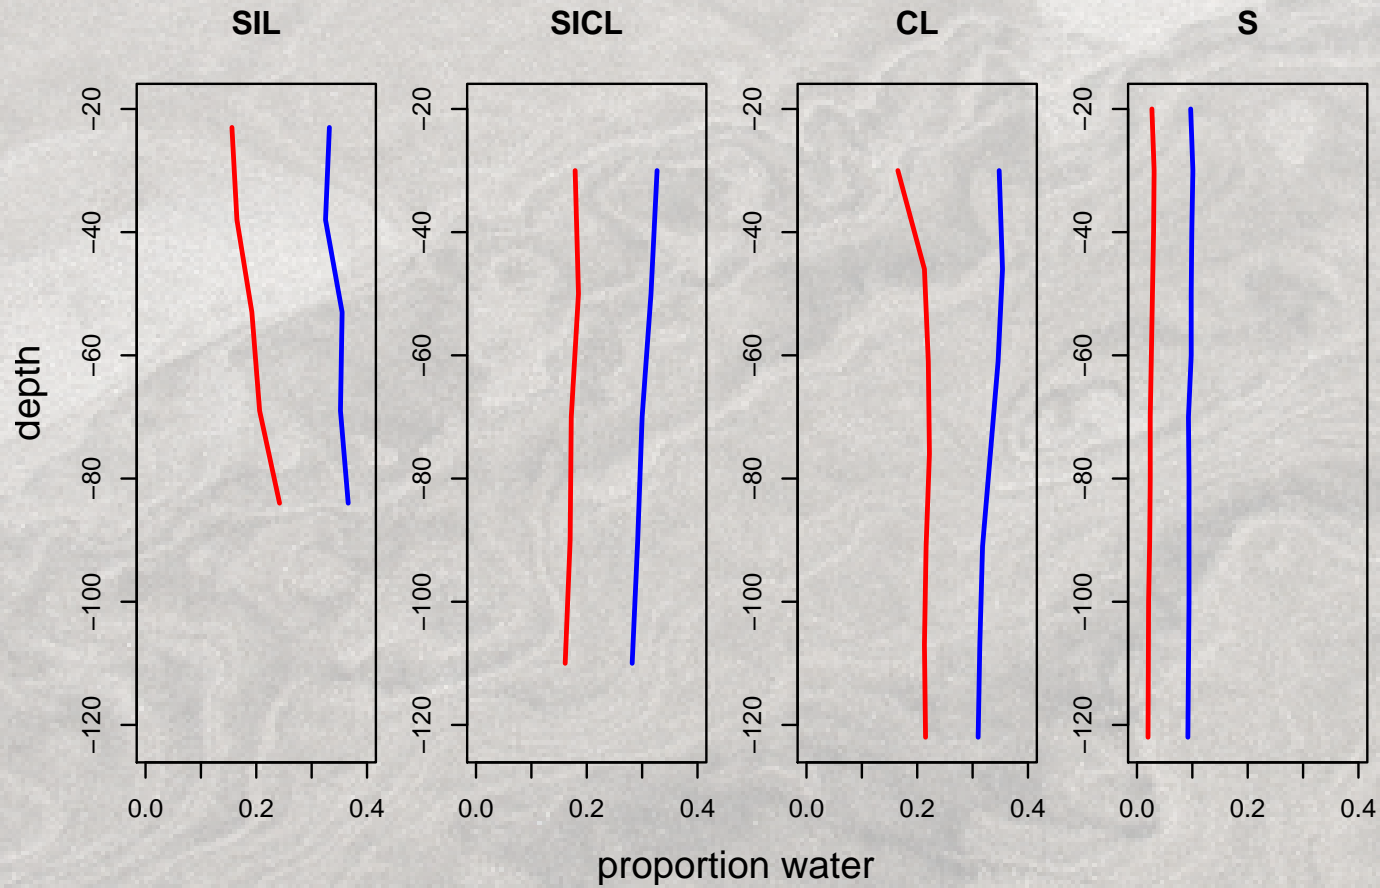 SIL SICL CL S
−20 −20 −20 −20
−40 −40 −40 −40
−60 −60 −60 −60
depth
−80 −80 −80 −80
−100 −100 −100 −100
−120 −120 −120 −120
0.0 0.2 0.4 0.0 0.2 0.4 0.0 0.2 0.4 0.0 0.2 0.4
proportion water